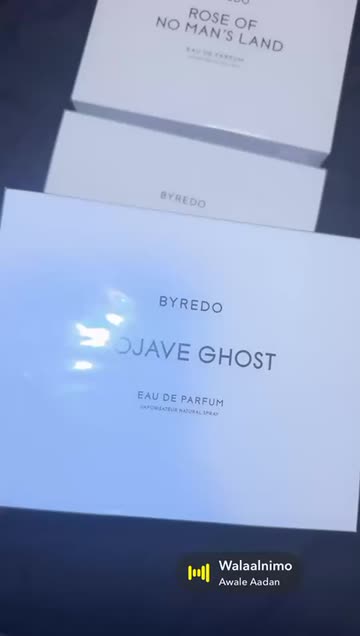 ROSE OF
NO MAN'S LAND
EAU DE PARFUM
BYREDO
BYREDO
OJAVE GHOST
EAU DE PARFUM
VAPORISATEUR NATURAL SPRAY
Walaalnimo
Awale Aadan